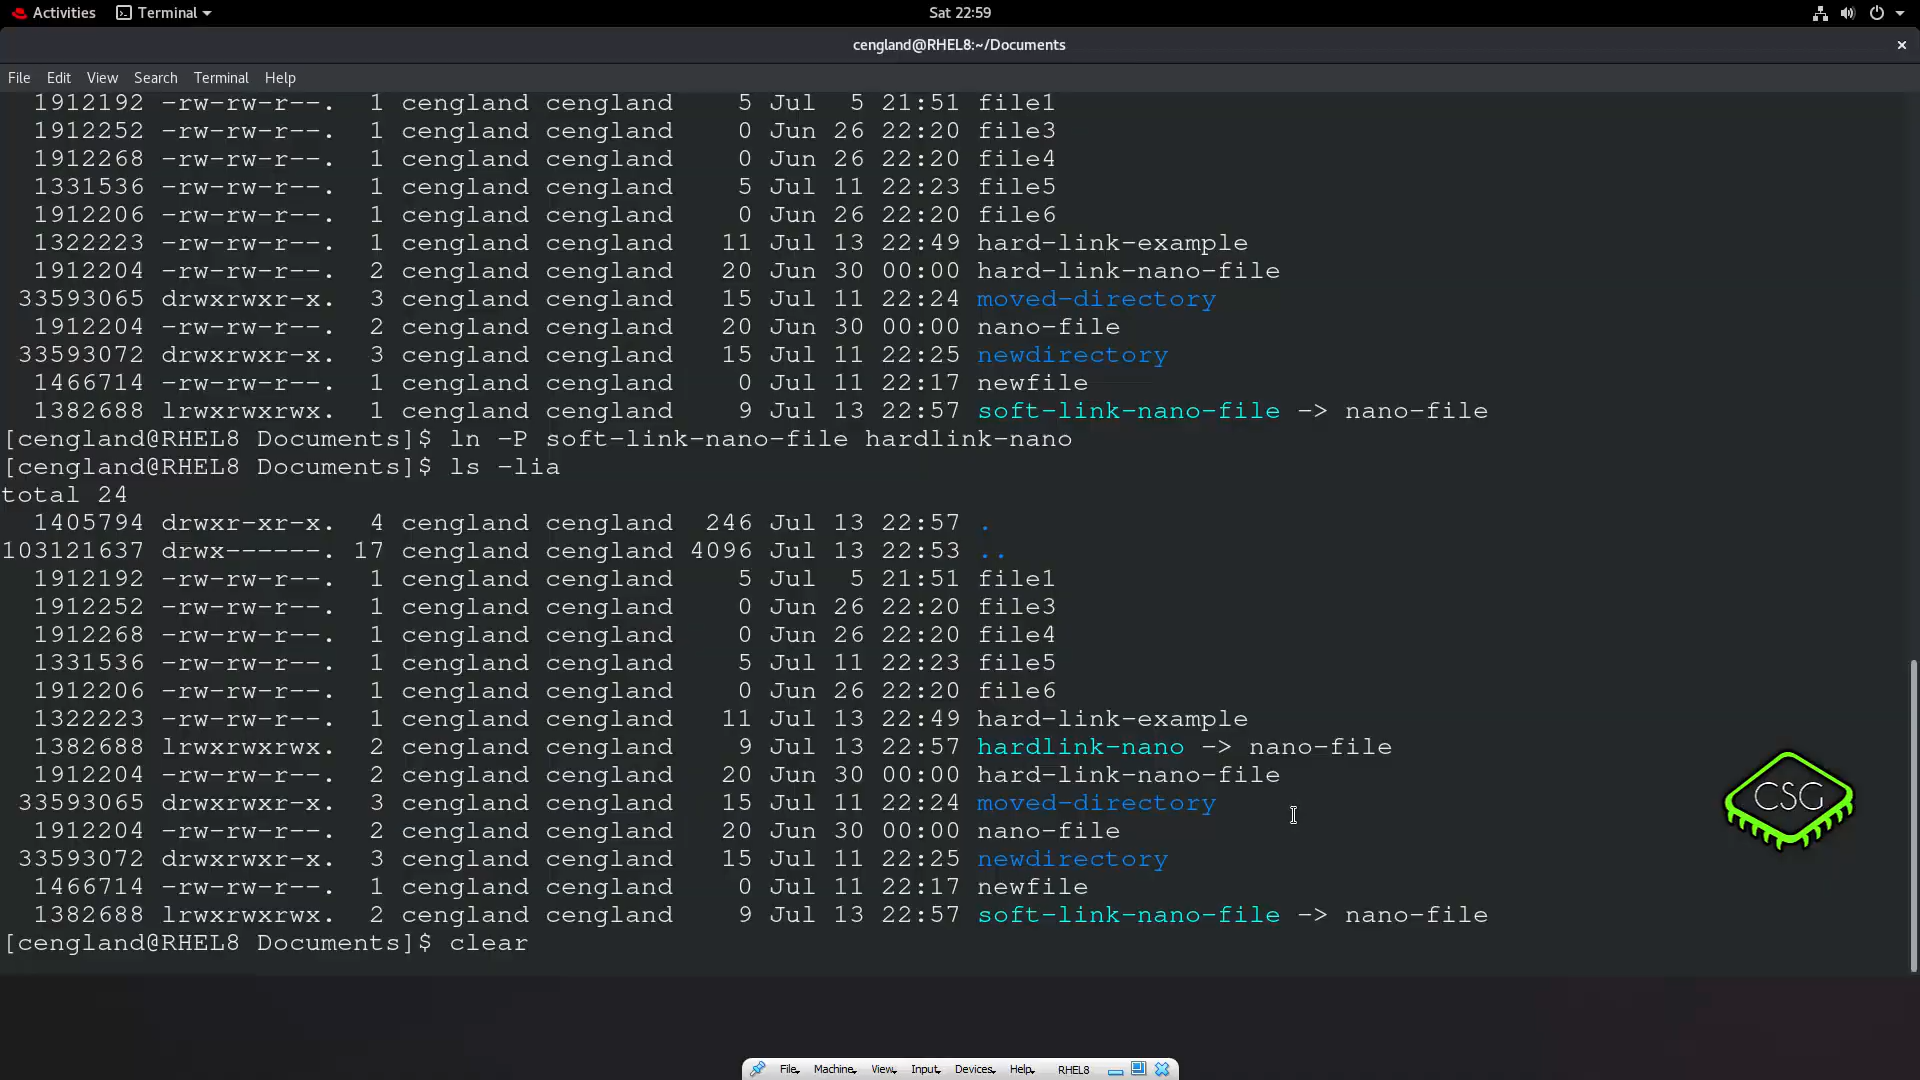 Activities Terminal Sat 22:59
cengland@RHEL8:~/Documents
File Edit View Search Terminal Help
1912192 -rw-rw-r--. 1 cengland cengland 5 Jul 5 21:51 file1
1912252 -rw-rw-r--. 1 cengland cengland 0 Jun 26 22:20 file3
1912268 -rw-rw-r--. 1 cengland cengland 0 Jun 26 22:20 file4
1331536 -rw-rw-r--. 1 cengland cengland 5 Jul 11 22:23 file5
1912206 -rw-rw-r--. 1 cengland cengland 0 Jun 26 22:20 file6
1322223 -rw-rw-r--. 1 cengland cengland 11 Jul 13 22:49 hard-link-example
1912204 -rw-rw-r--. 2 cengland cengland 20 Jun 30 00:00 hard-link-nano-file
33593065 drwxrwxr-x. 3 cengland cengland 15 Jul 11 22:24 moved-directory
1912204 -rw-rw-r--. 2 cengland cengland 20 Jun 30 00:00 nano-file
33593072 drwxrwxr-x. 3 cengland cengland 15 Jul 11 22:25 newdirectory
1466714 -rw-rw-r--. 1 cengland cengland 0 Jul 11 22:17 newfile
1382688 lrwxrwxrwx. 1 cengland cengland 9 Jul 13 22:57 soft-link-nano-file -> nano-file
[cengland@RHEL8 Documents]$ ln -P soft-link-nano-file hardlink-nano
[cengland@RHEL8 Documents]$ ls -lia
total 24
1405794 drwxr-xr-x. 4 cengland cengland 246 Jul 13 22:57 .
103121637 drwx------. 17 cengland cengland 4096 Jul 13 22:53 ..
1912192 -rw-rw-r--. 1 cengland cengland 5 Jul 5 21:51 file1
1912252 -rw-rw-r--. 1 cengland cengland 0 Jun 26 22:20 file3
1912268 -rw-rw-r--. 1 cengland cengland 0 Jun 26 22:20 file4
1331536 -rw-rw-r--. 1 cengland cengland 5 Jul 11 22:23 file5
1912206 -rw-rw-r--. 1 cengland cengland 0 Jun 26 22:20 file6
1322223 -rw-rw-r--. 1 cengland cengland 11 Jul 13 22:49 hard-link-example
1382688 lrwxrwxrwx. 2 cengland cengland 9 Jul 13 22:57 hardlink-nano -> nano-file
1912204 -rw-rw-r--. 2 cengland cengland 20 Jun 30 00:00 hard-link-nano-file
33593065 drwxrwxr-x. 3 cengland cengland 15 Jul 11 22:24 moved-directory
1912204 -rw-rw-r--. 2 cengland cengland 20 Jun 30 00:00 nano-file
33593072 drwxrwxr-x. 3 cengland cengland 15 Jul 11 22:25 newdirectory
1466714 -rw-rw-r--. 1 cengland cengland 0 Jul 11 22:17 newfile
1382688 lrwxrwxrwx. 2 cengland cengland 9 Jul 13 22:57 soft-link-nano-file -> nano-file
[cengland@RHEL8 Documents]$ clear
CSG
File Machine View Input Devices Help RHEL8